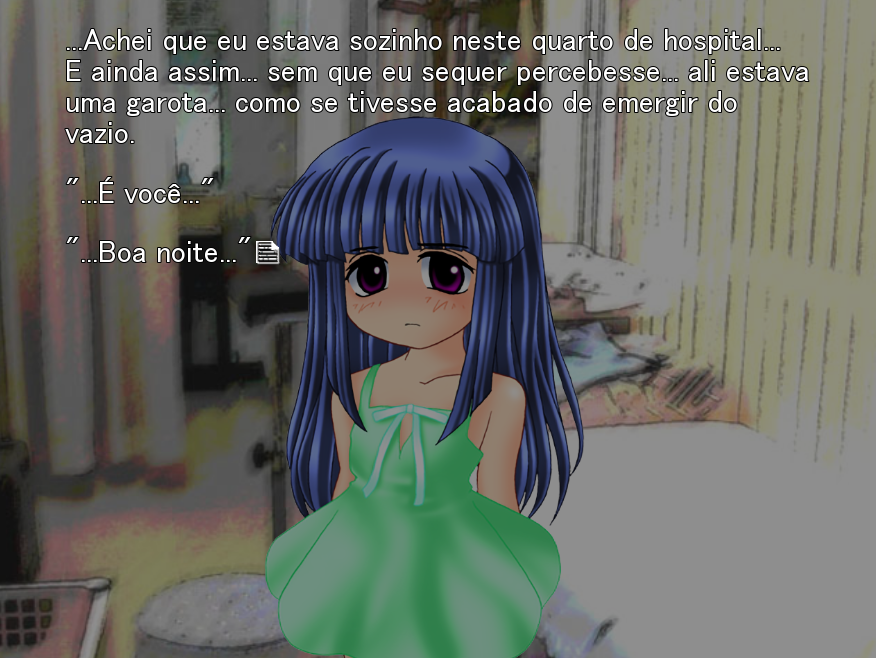 ...Achei que eu estava sozinho neste quarto de hospital...
E ainda assim... sem que eu sequer percebesse... ali estava
uma garota... como se tivesse acabado de emergir do
vazio.
"...É você..."
"...Boa noite..."